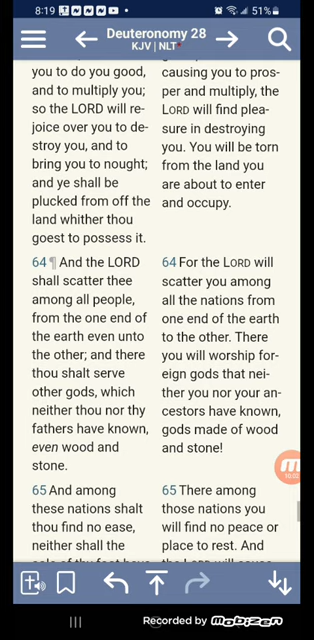 8:19
51%
Deuteronomy 28
KJV | NLT
you to do you good,
and to multiply you;
so the LORD will re-
joice over you to de-
stroy you, and to
bring you to nought;
and ye shall be
plucked from off the
land whither thou
goest to possess it.
causing you to pros-
per and multiply, the
LORD will find plea-
sure in destroying
you. You will be torn
from the land you
are about to enter
and occupy.
64 ¶ And the LORD
shall scatter thee
among all people,
from the one end of
the earth even unto
the other; and there
thou shalt serve
other gods, which
neither thou nor thy
fathers have known,
even wood and
stone.
64 For the LORD will
scatter you among
all the nations from
one end of the earth
to the other. There
you will worship for-
eign gods that nei-
ther you nor your an-
cestors have known,
gods made of wood
and stone!
65 And among
these nations shalt
thou find no ease,
neither shall the
sole of thy foot have
65 There among
those nations you
will find no peace or
place to rest. And
the LORD will cause
Recorded by Mobizen